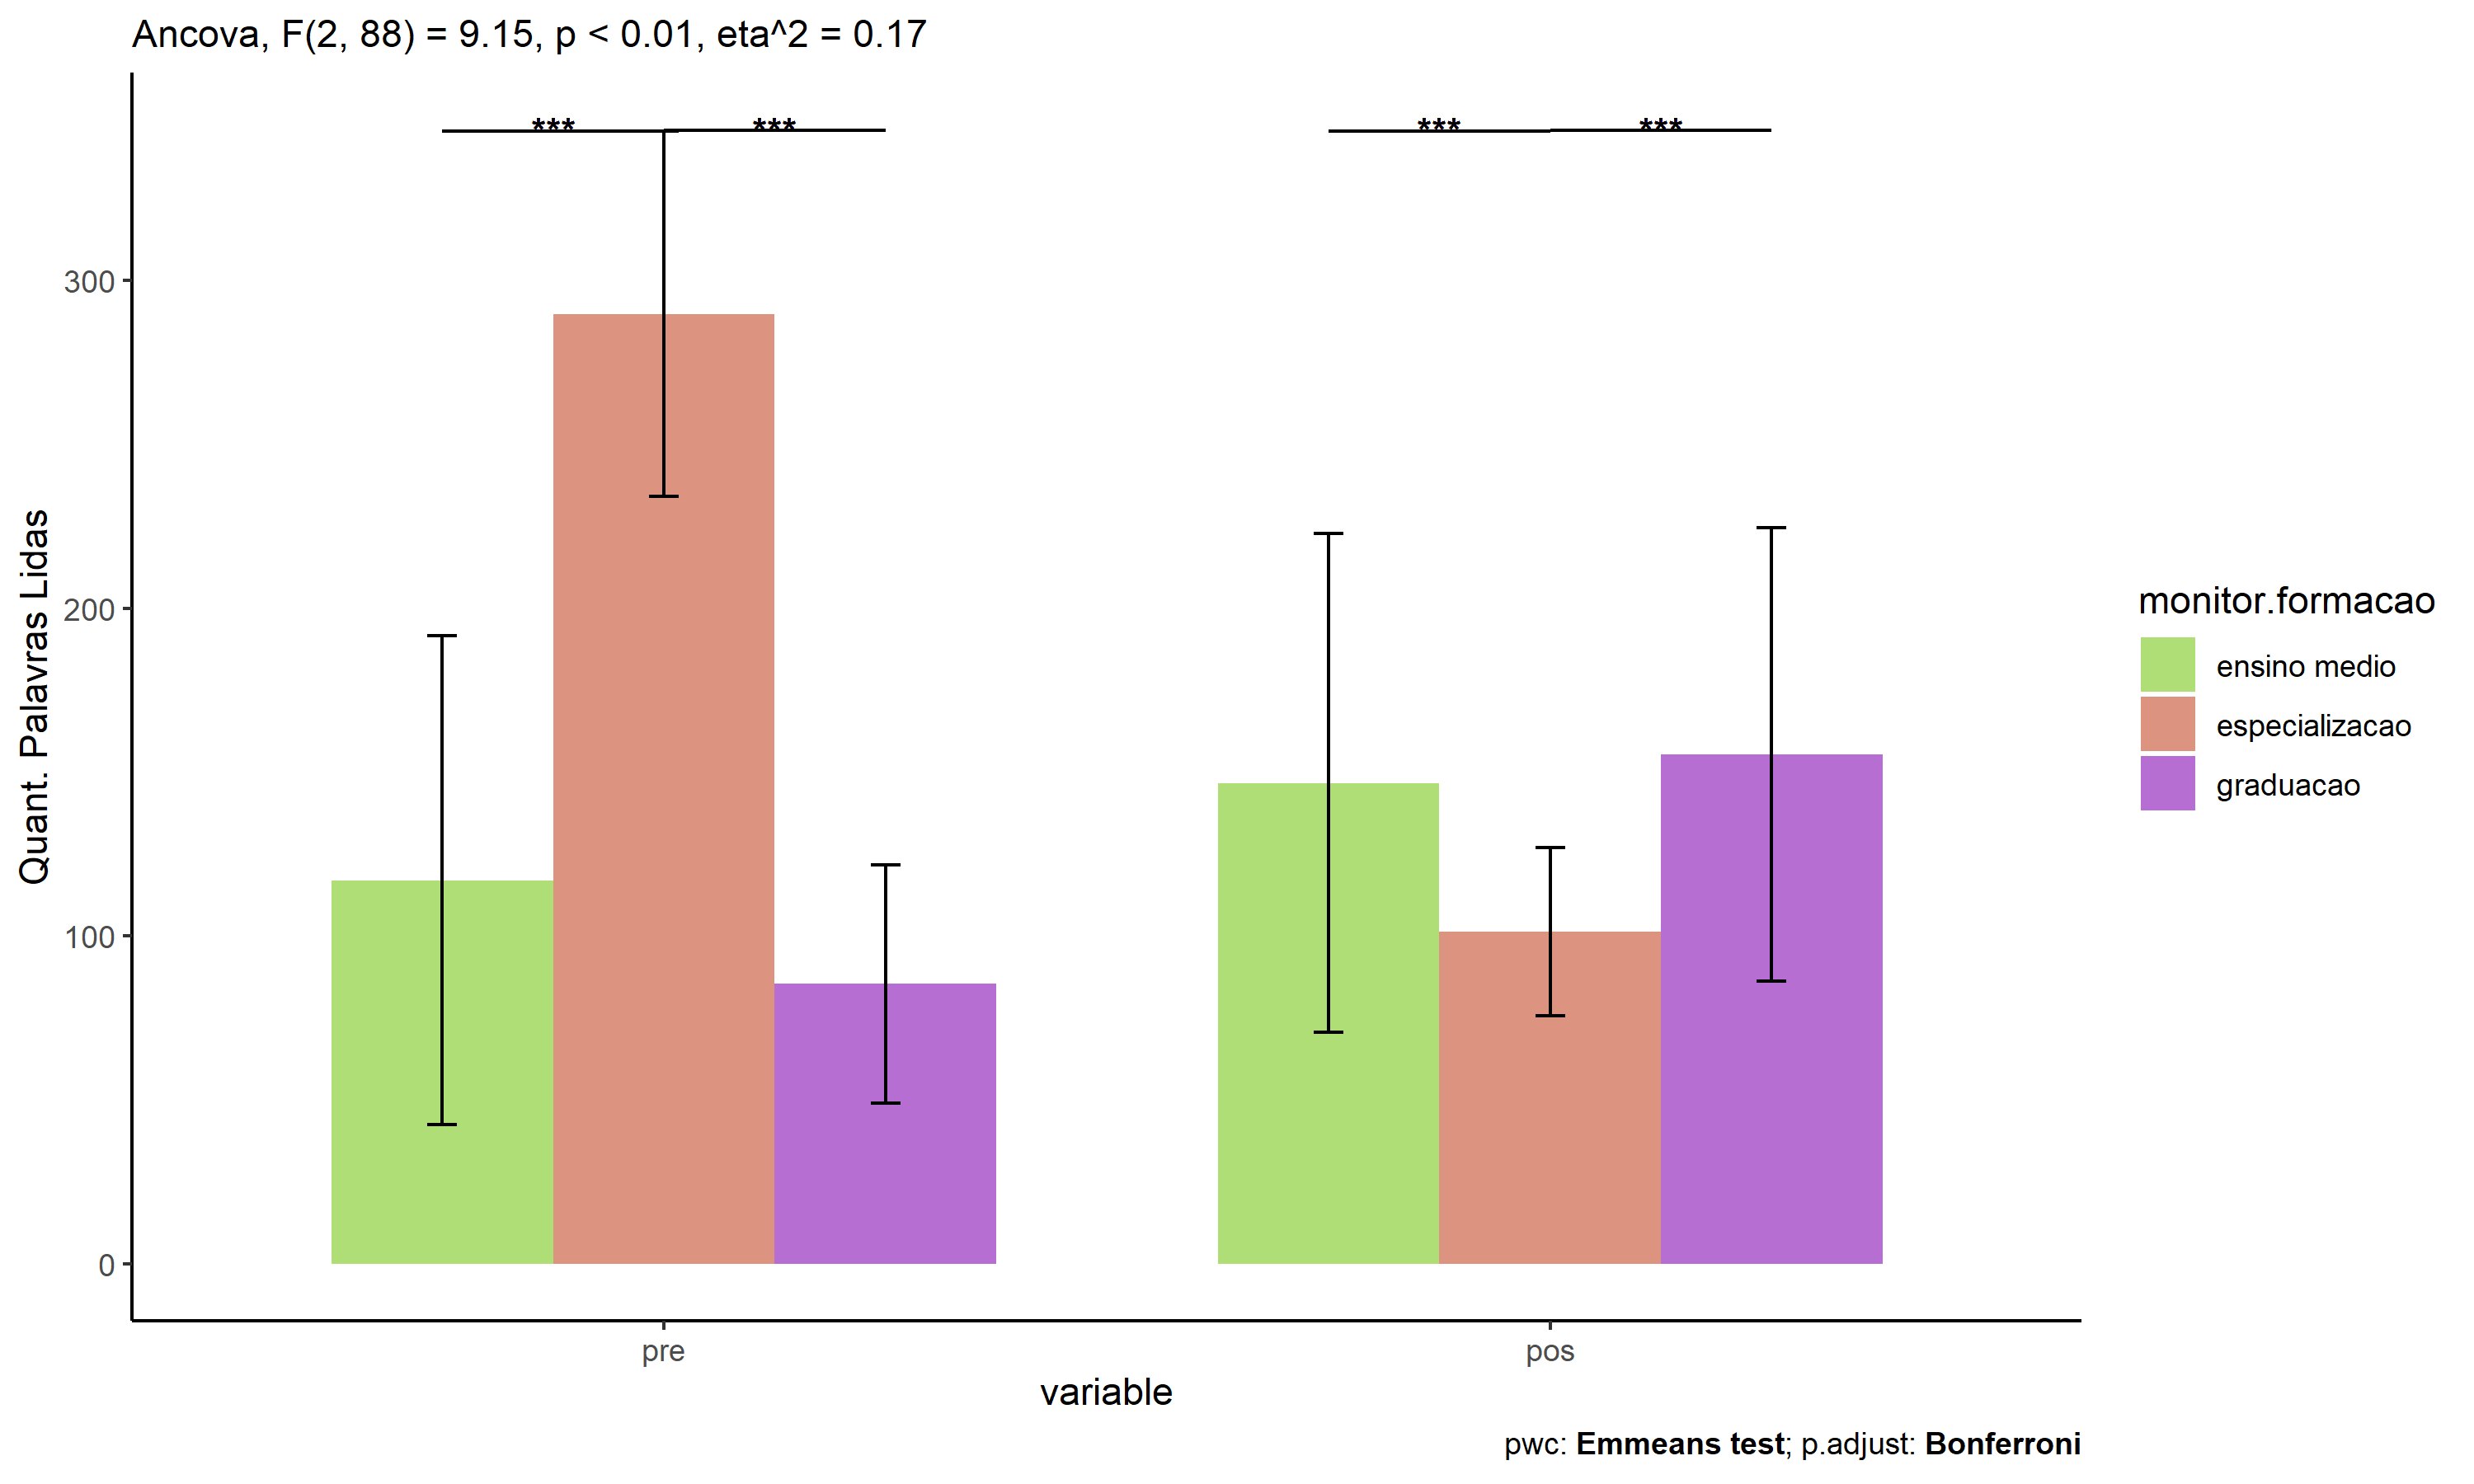 Ancova, F(2, 88) = 9.15, p < 0.01, eta^2 = 0.17
*** *** *** ***
Quant. Palavras Lidas
300
200
100
0
pre pos
variable
monitor.formacao
ensino medio
especializacao
graduacao
pwc: Emmeans test; p.adjust: Bonferroni